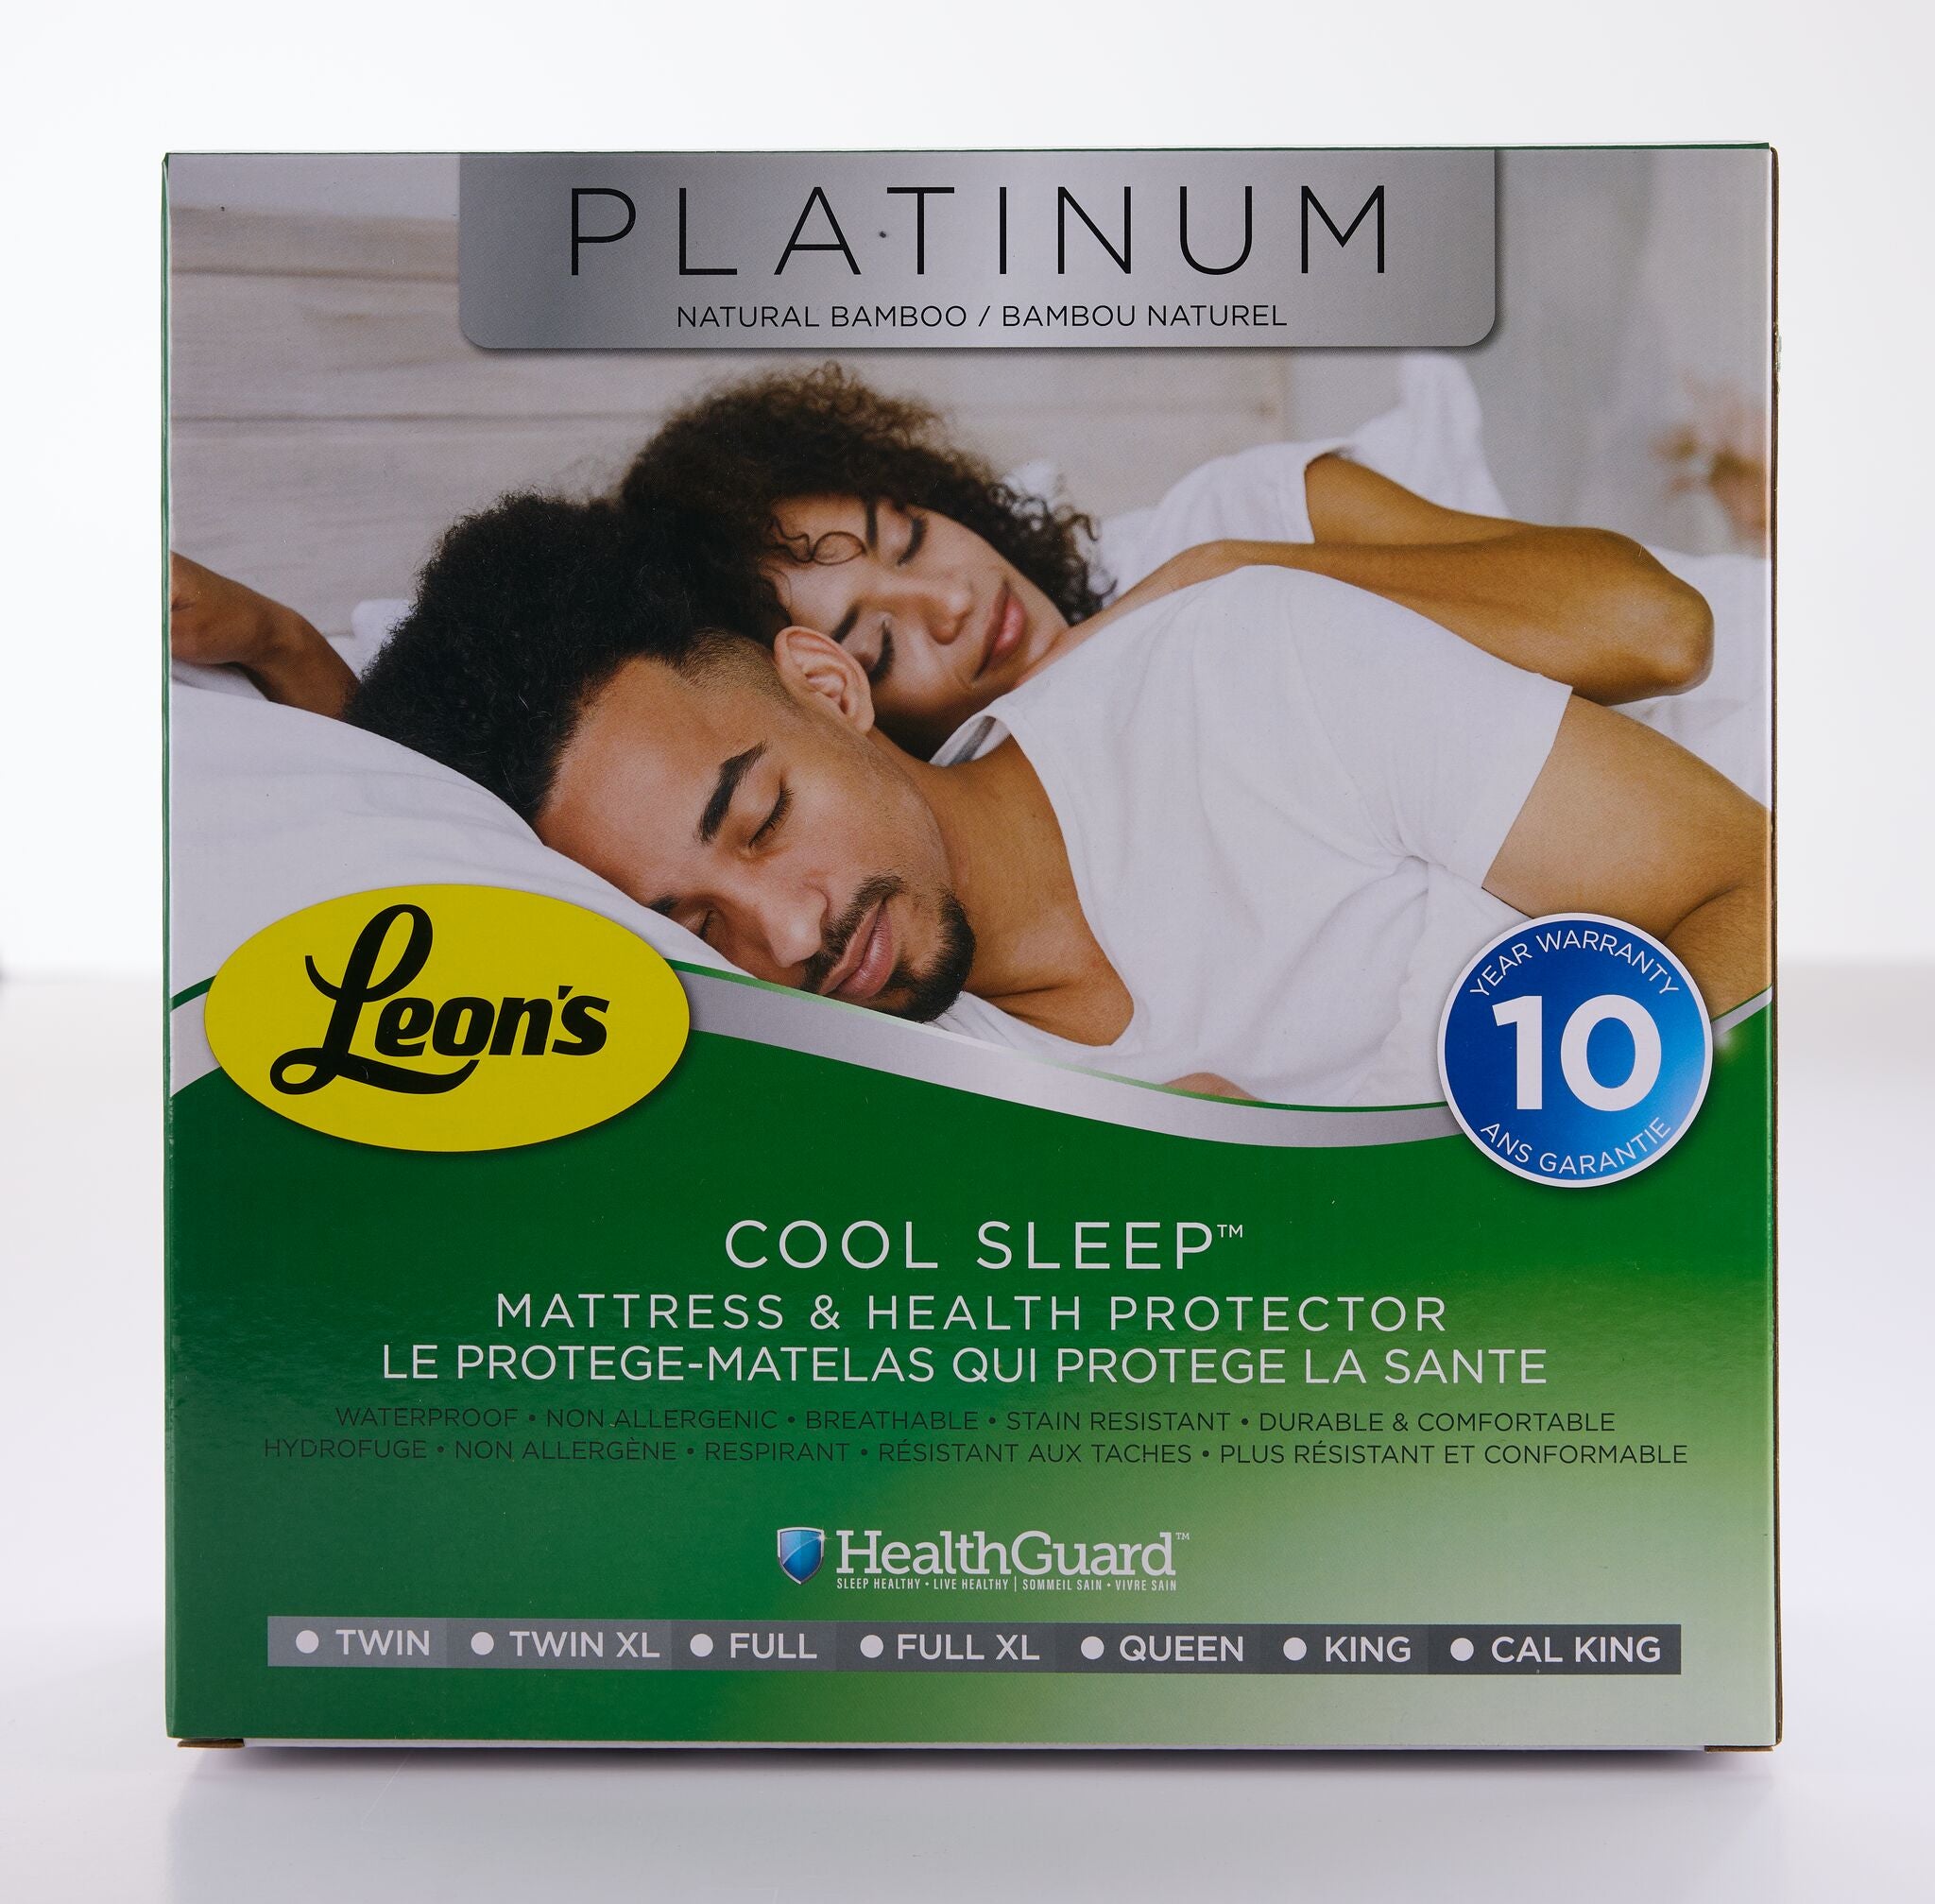 PLATINUM
NATURAL BAMBOO / BAMBOU NATUREL
Leon's
YEAR WARRANTY
10
ANS GARANTIE
COOL SLEEP™
MATTRESS & HEALTH PROTECTOR
LE PROTEGE-MATELAS QUI PROTEGE LA SANTE
WATERPROOF • NON ALLERGENIC • BREATHABLE • STAIN RESISTANT • DURABLE & COMFORTABLE
HYDROFUGE • NON ALLERGÈNE • RESPIRANT • RÉSISTANT AUX TACHES • PLUS RÉSISTANT ET CONFORMABLE
HealthGuard™
SLEEP HEALTHY • LIVE HEALTHY | SOMMEIL SAIN • VIVRE SAIN
● TWIN ● TWIN XL ● FULL ● FULL XL ● QUEEN ● KING ● CAL KING